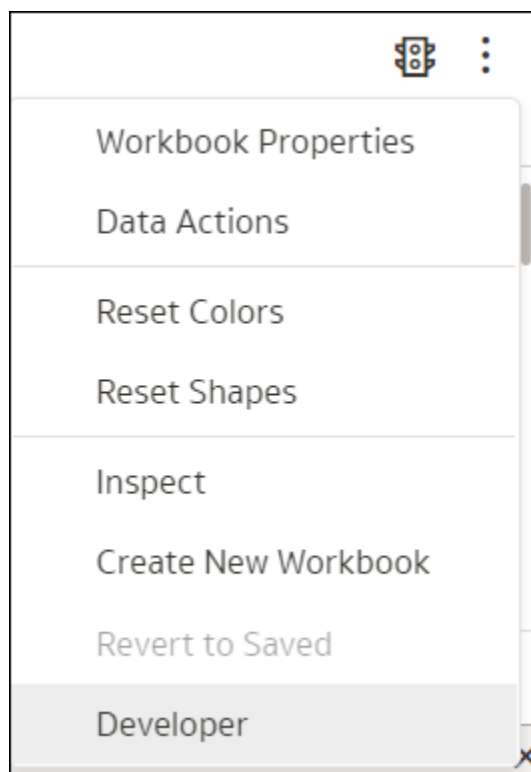 Workbook Properties
Data Actions
Reset Colors
Reset Shapes
Inspect
Create New Workbook
Revert to Saved
Developer